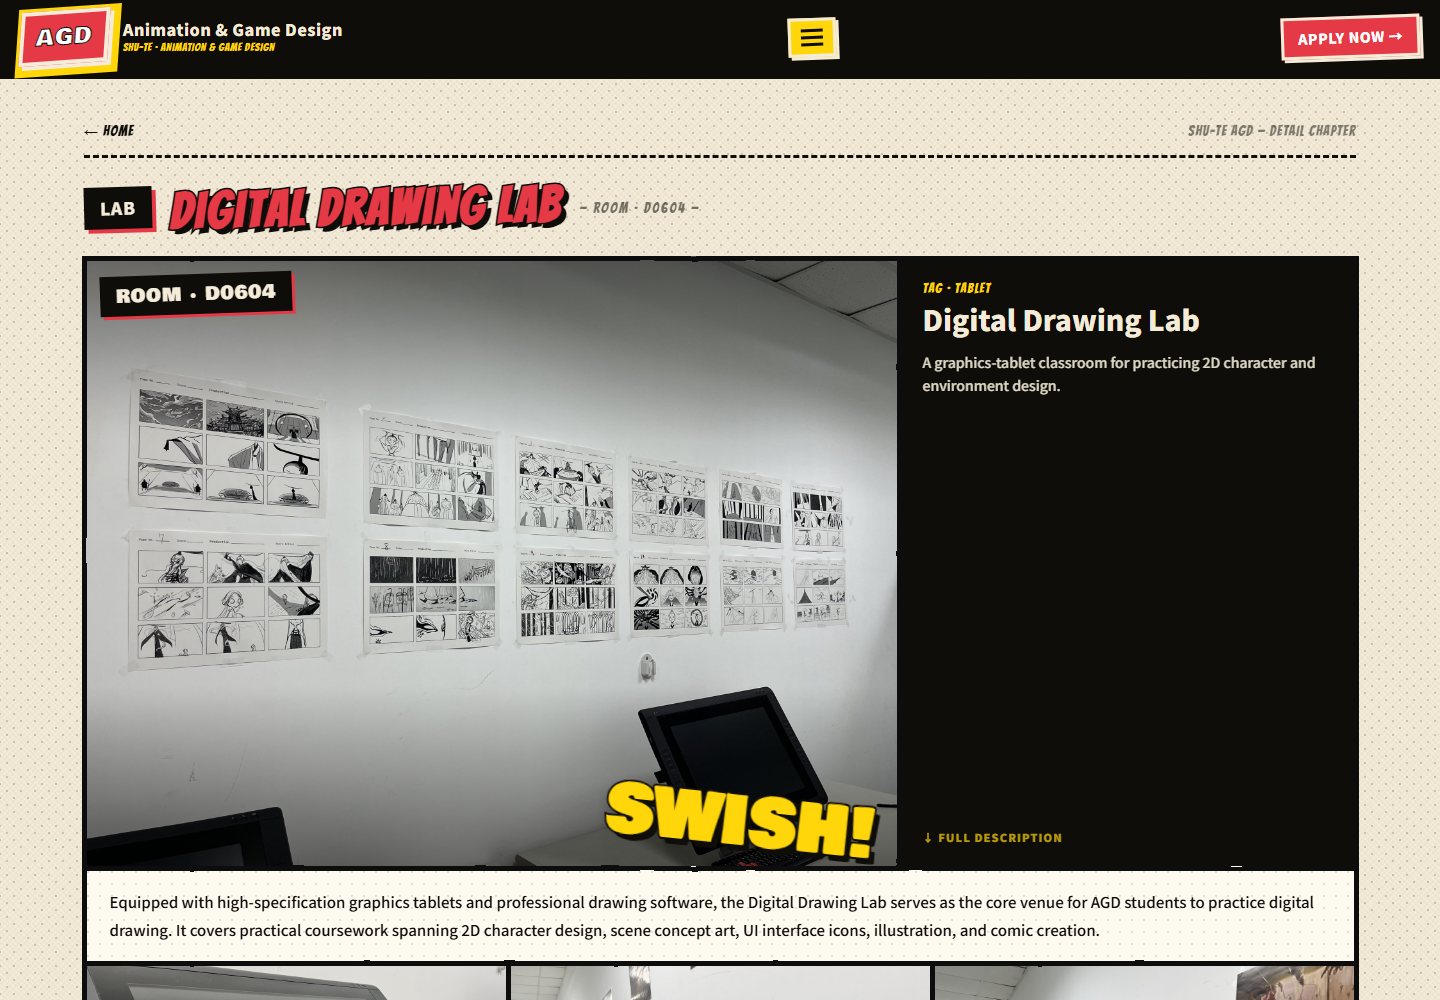 AGD
Animation & Game Design
SHU-TE · ANIMATION & GAME DESIGN
APPLY NOW →
← HOME
SHU-TE AGD — DETAIL CHAPTER
LAB
DIGITAL DRAWING LAB
— ROOM · D0604 —
ROOM · D0604
TAG · TABLET
Digital Drawing Lab
A graphics-tablet classroom for practicing 2D character and
environment design.
SWISH!
↓ FULL DESCRIPTION
Equipped with high-specification graphics tablets and professional drawing software, the Digital Drawing Lab serves as the core venue for AGD students to practice digital
drawing. It covers practical coursework spanning 2D character design, scene concept art, UI interface icons, illustration, and comic creation.